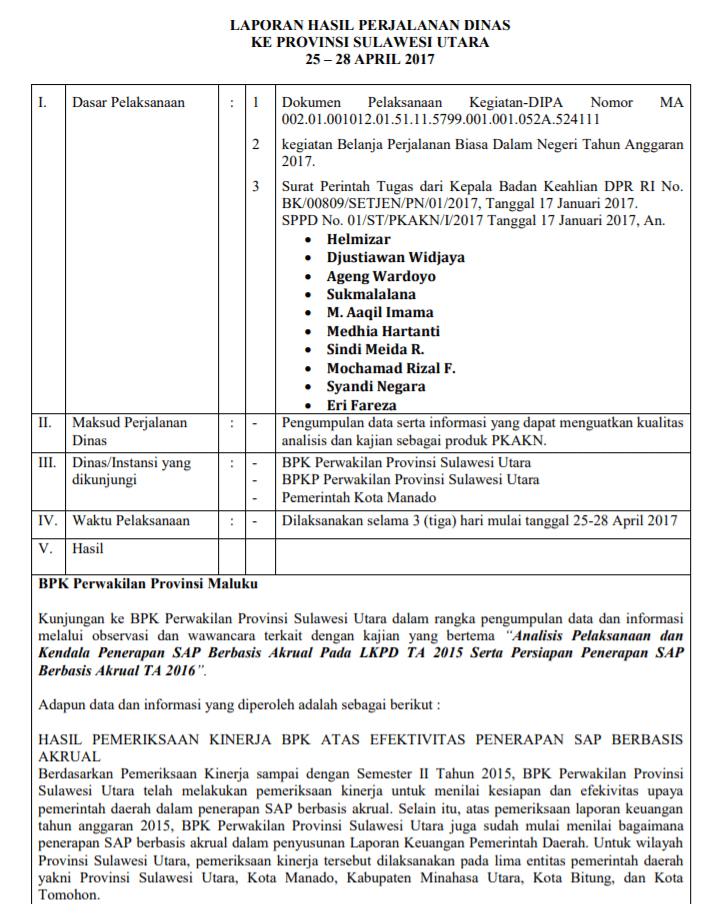 LAPORAN HASIL PERJALANAN DINAS
KE PROVINSI SULAWESI UTARA
25 – 28 APRIL 2017
I. Dasar Pelaksanaan : 1 Dokumen Pelaksanaan Kegiatan-DIPA Nomor MA
002.01.001012.01.51.11.5799.001.001.052A.524111
2 kegiatan Belanja Perjalanan Biasa Dalam Negeri Tahun Anggaran
2017.
3 Surat Perintah Tugas dari Kepala Badan Keahlian DPR RI No.
BK/00809/SETJEN/PN/01/2017, Tanggal 17 Januari 2017.
SPPD No. 01/ST/PKAKN/I/2017 Tanggal 17 Januari 2017, An.
• Helmizar
• Djustiawan Widjaya
• Ageng Wardoyo
• Sukmalalana
• M. Aaqil Imama
• Medhia Hartanti
• Sindi Meida R.
• Mochamad Rizal F.
• Syandi Negara
• Eri Fareza
II. Maksud Perjalanan : - Pengumpulan data serta informasi yang dapat menguatkan kualitas
Dinas analisis dan kajian sebagai produk PKAKN.
III. Dinas/Instansi yang : - BPK Perwakilan Provinsi Sulawesi Utara
dikunjungi - BPKP Perwakilan Provinsi Sulawesi Utara
- Pemerintah Kota Manado
IV. Waktu Pelaksanaan : - Dilaksanakan selama 3 (tiga) hari mulai tanggal 25-28 April 2017
V. Hasil
BPK Perwakilan Provinsi Maluku
Kunjungan ke BPK Perwakilan Provinsi Sulawesi Utara dalam rangka pengumpulan data dan informasi
melalui observasi dan wawancara terkait dengan kajian yang bertema “Analisis Pelaksanaan dan
Kendala Penerapan SAP Berbasis Akrual Pada LKPD TA 2015 Serta Persiapan Penerapan SAP
Berbasis Akrual TA 2016”.
Adapun data dan informasi yang diperoleh adalah sebagai berikut :
HASIL PEMERIKSAAN KINERJA BPK ATAS EFEKTIVITAS PENERAPAN SAP BERBASIS
AKRUAL
Berdasarkan Pemeriksaan Kinerja sampai dengan Semester II Tahun 2015, BPK Perwakilan Provinsi
Sulawesi Utara telah melakukan pemeriksaan kinerja untuk menilai kesiapan dan efekivitas upaya
pemerintah daerah dalam penerapan SAP berbasis akrual. Selain itu, atas pemeriksaan laporan keuangan
tahun anggaran 2015, BPK Perwakilan Provinsi Sulawesi Utara juga sudah mulai menilai bagaimana
penerapan SAP berbasis akrual dalam penyusunan Laporan Keuangan Pemerintah Daerah. Untuk wilayah
Provinsi Sulawesi Utara, pemeriksaan kinerja tersebut dilaksanakan pada lima entitas pemerintah daerah
yakni Provinsi Sulawesi Utara, Kota Manado, Kabupaten Minahasa Utara, Kota Bitung, dan Kota
Tomohon.